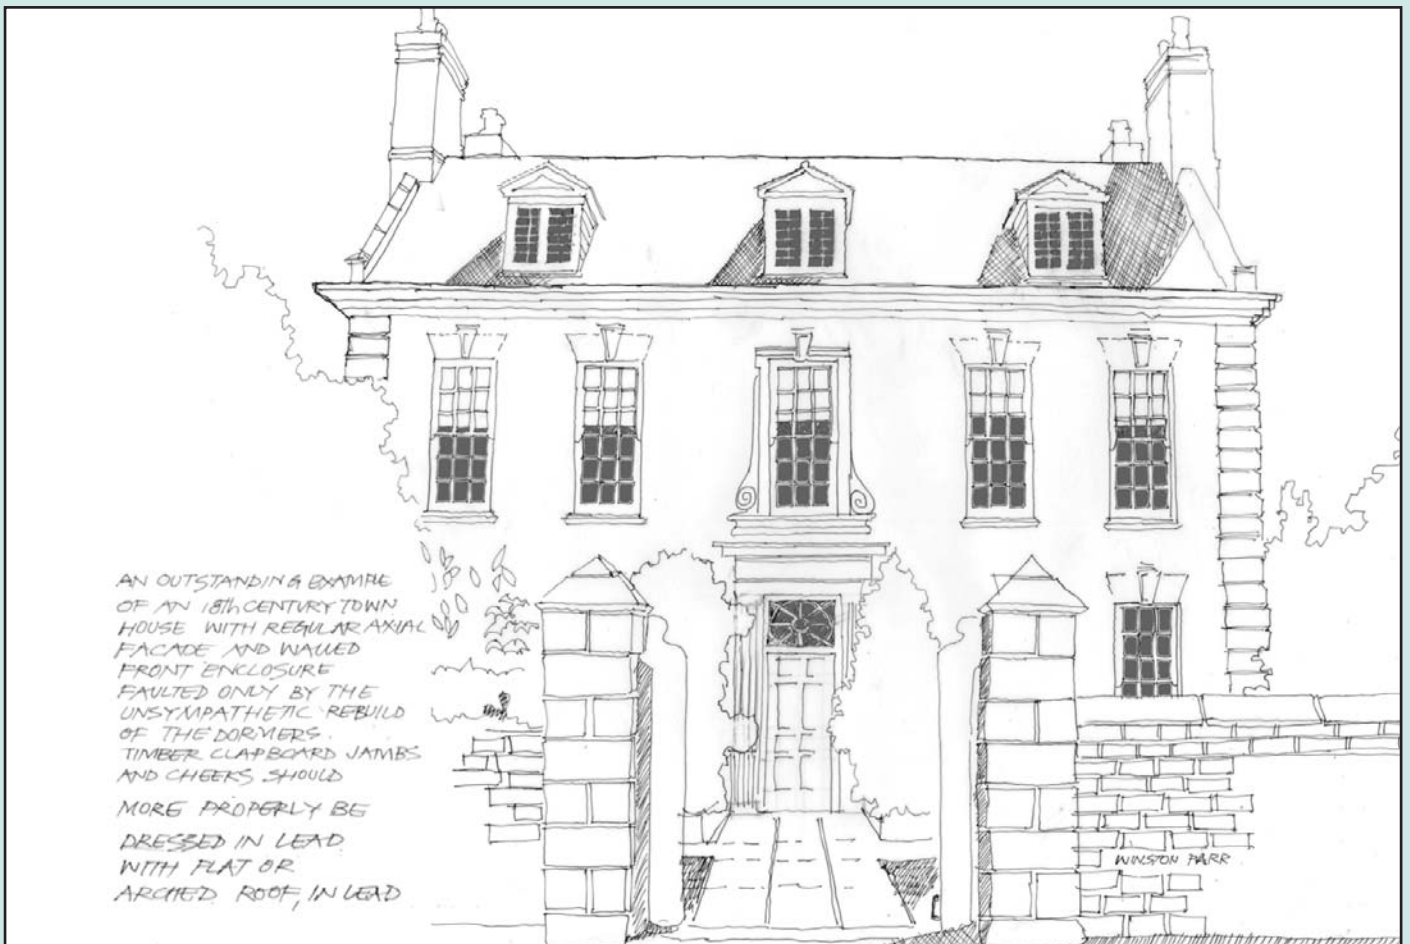 AN OUTSTANDING EXAMPLE
OF AN 18th CENTURY TOWN
HOUSE WITH REGULAR AXIAL
FACADE AND WALLED
FRONT ENCLOSURE
FAULTED ONLY BY THE
UNSYMPATHETIC REBUILD
OF THE DORMERS.
TIMBER CLAPBOARD JAMBS
AND CHEEKS SHOULD
MORE PROPERLY BE
DRESSED IN LEAD
WITH FLAT OR
ARCHED ROOF, IN LEAD
WINSTON PARR